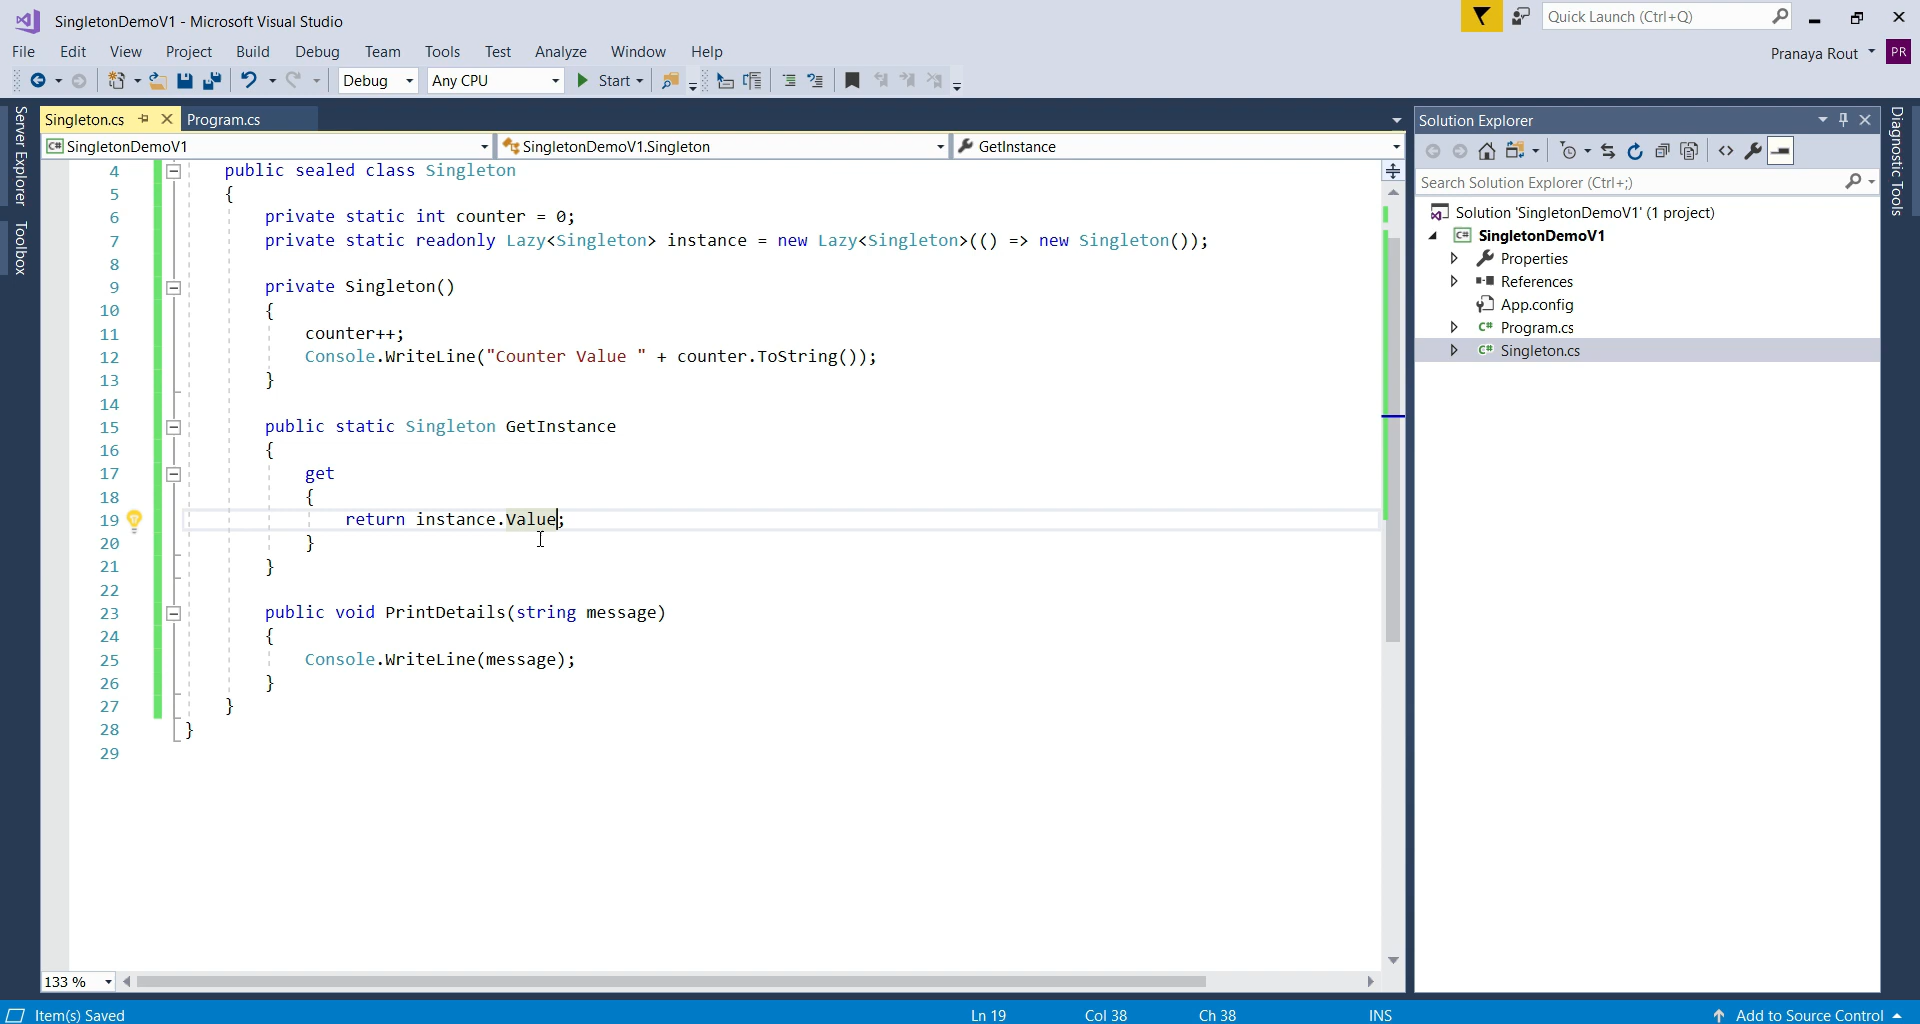 SingletonDemoV1 - Microsoft Visual Studio
Quick Launch (Ctrl+Q)
File Edit View Project Build Debug Team Tools Test Analyze Window Help
Pranaya Rout PR
Debug Any CPU Start
Server Explorer
Toolbox
Singleton.cs Program.cs
C# SingletonDemoV1 SingletonDemoV1.Singleton GetInstance
4 public sealed class Singleton
5 {
6 private static int counter = 0;
7 private static readonly Lazy<Singleton> instance = new Lazy<Singleton>(() => new Singleton());
8
9 private Singleton()
10 {
11 counter++;
12 Console.WriteLine("Counter Value " + counter.ToString());
13 }
14
15 public static Singleton GetInstance
16 {
17 get
18 {
19 return instance.Value;
20 }
21 }
22
23 public void PrintDetails(string message)
24 {
25 Console.WriteLine(message);
26 }
27 }
28 }
29
133 %
Solution Explorer
Search Solution Explorer (Ctrl+;)
Solution 'SingletonDemoV1' (1 project)
C# SingletonDemoV1
Properties
References
App.config
C# Program.cs
C# Singleton.cs
Diagnostic Tools
Item(s) Saved Ln 19 Col 38 Ch 38 INS Add to Source Control